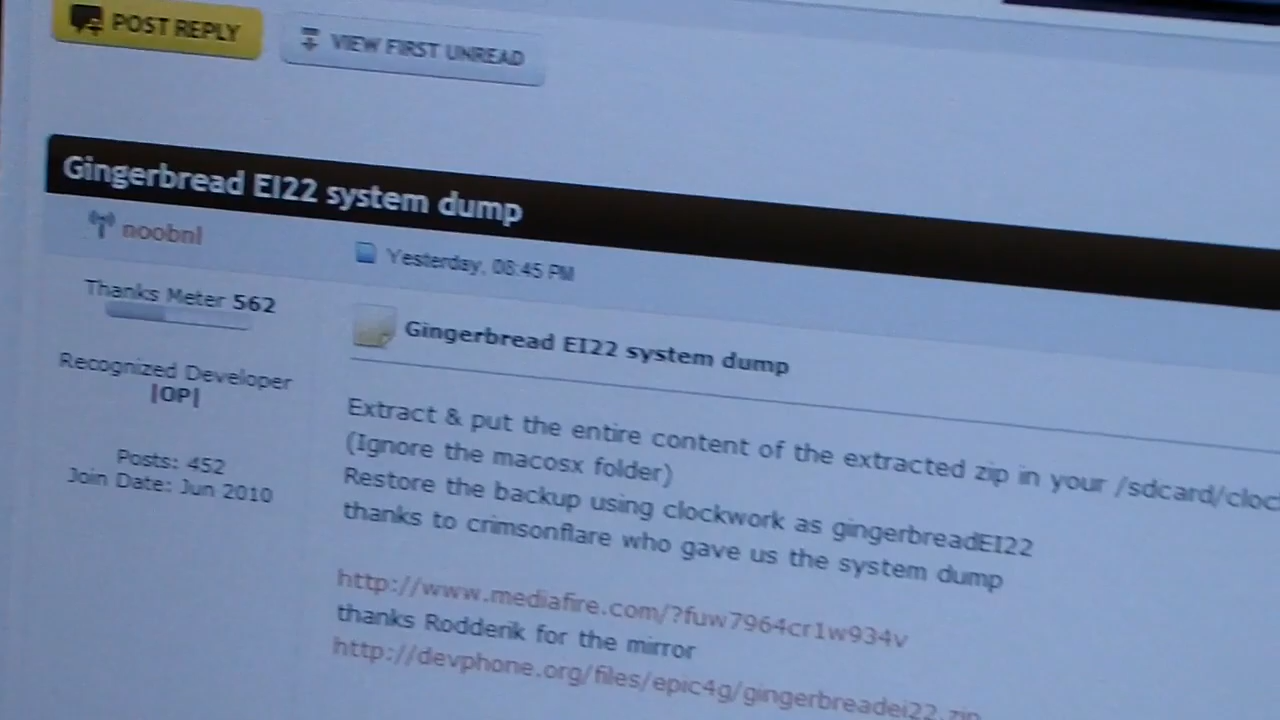 POST REPLY
VIEW FIRST UNREAD
Gingerbread EI22 system dump
noobnl
Yesterday, 08:45 PM
Thanks Meter 562
Gingerbread EI22 system dump
Recognized Developer
|OP|
Posts: 452
Join Date: Jun 2010
Extract & put the entire content of the extracted zip in your /sdcard/cloc
(Ignore the macosx folder)
Restore the backup using clockwork as gingerbreadEI22
thanks to crimsonflare who gave us the system dump
http://www.mediafire.com/?fuw7964cr1w934v
thanks Rodderik for the mirror
http://devphone.org/files/epic4g/gingerbreadei22.zip